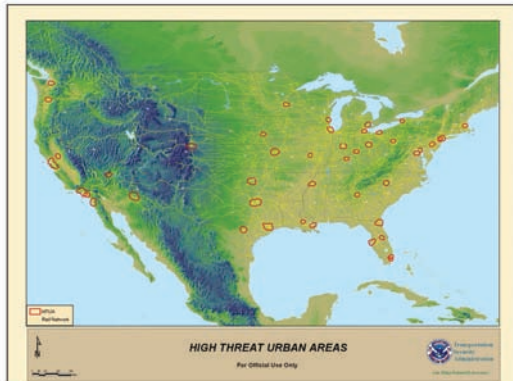 HTUA
Rail Network
HIGH THREAT URBAN AREAS
For Official Use Only
Transportation
Security
Administration